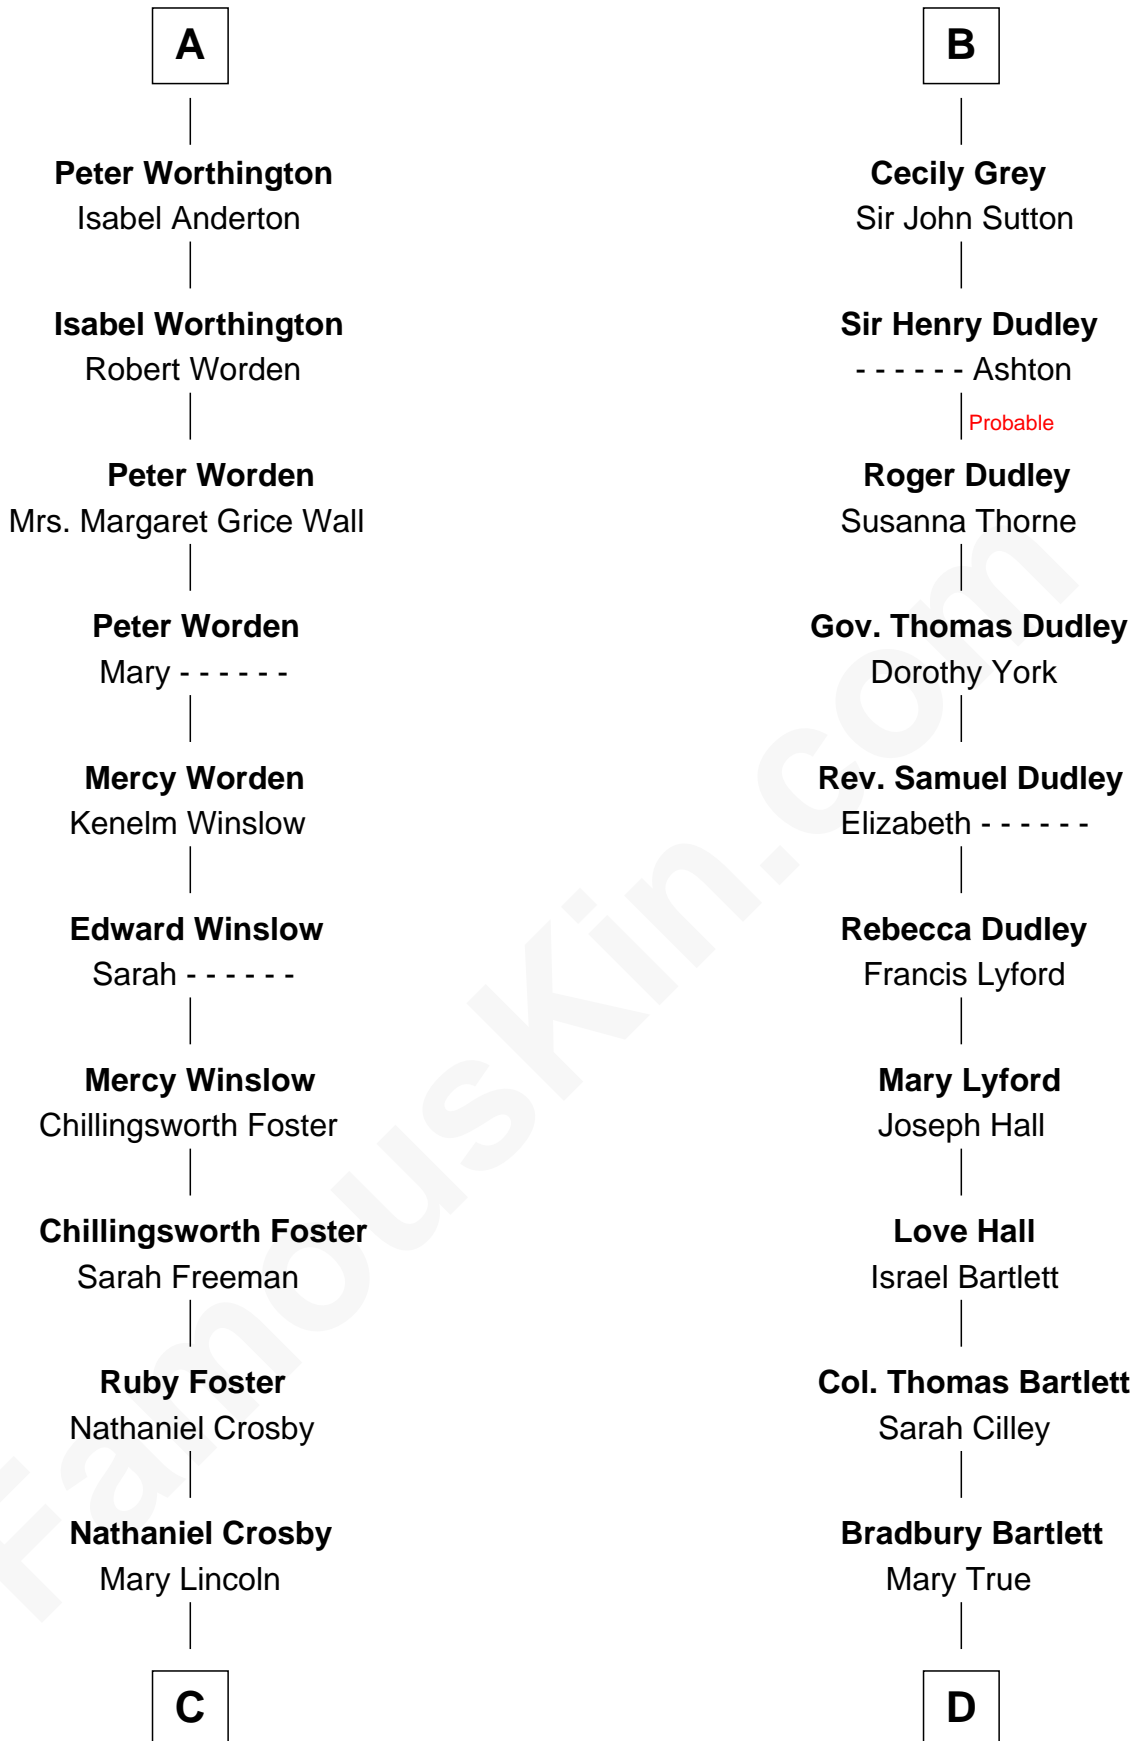 A
Peter Worthington
Isabel Anderton
Isabel Worthington
Robert Worden
Peter Worden
Mrs. Margaret Grice Wall
Peter Worden
Mary - - - - - -
Mercy Worden
Kenelm Winslow
Edward Winslow
Sarah - - - - - -
Mercy Winslow
Chillingsworth Foster
Chillingsworth Foster
Sarah Freeman
Ruby Foster
Nathaniel Crosby
Nathaniel Crosby
Mary Lincoln
C
B
Cecily Grey
Sir John Sutton
Sir Henry Dudley
- - - - - - Ashton
Probable
Roger Dudley
Susanna Thorne
Gov. Thomas Dudley
Dorothy York
Rev. Samuel Dudley
Elizabeth - - - - - -
Rebecca Dudley
Francis Lyford
Mary Lyford
Joseph Hall
Love Hall
Israel Bartlett
Col. Thomas Bartlett
Sarah Cilley
Bradbury Bartlett
Mary True
D
FamousKin.com